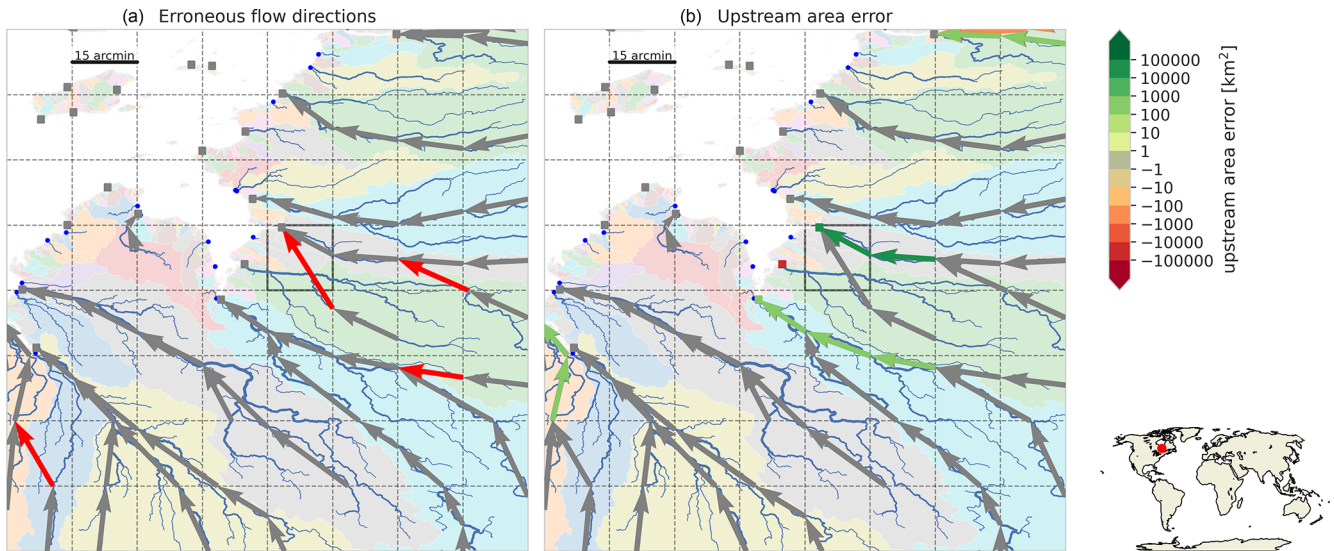 (a) Erroneous flow directions
(b) Upstream area error
15 arcmin
15 arcmin
100000
10000
1000
100
10
1
−1
−10
−100
−1000
−10000
−100000
upstream area error [km²]